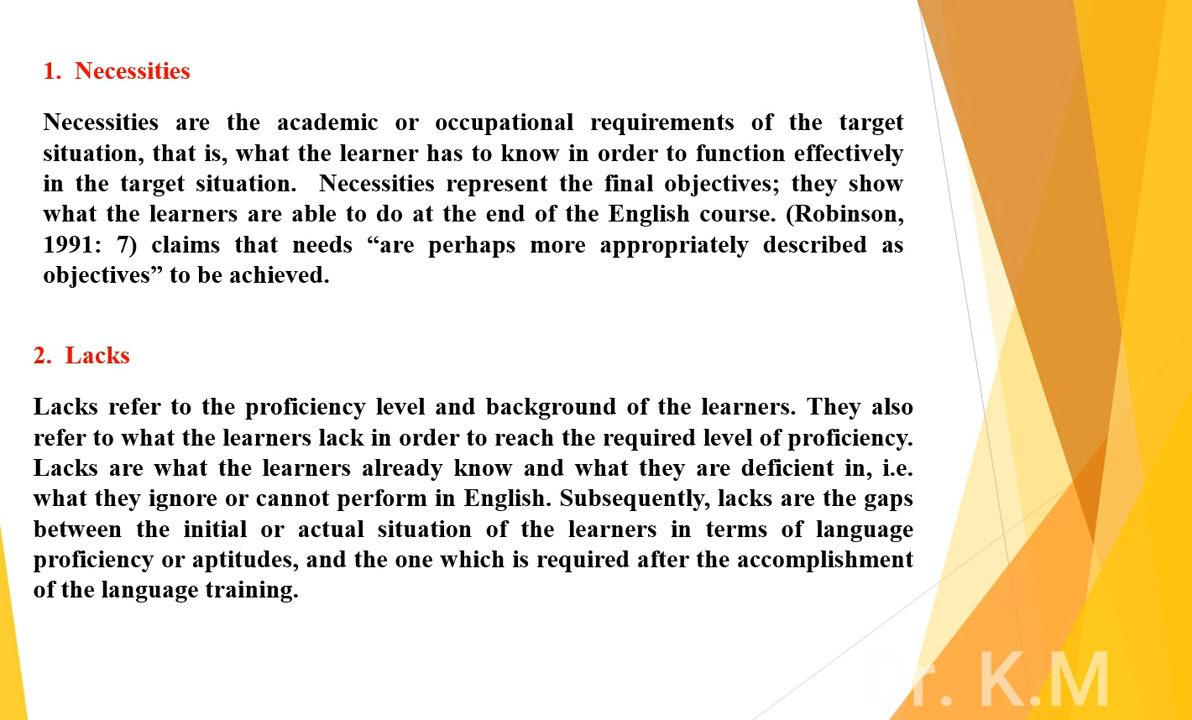 1. Necessities
Necessities are the academic or occupational requirements of the target
situation, that is, what the learner has to know in order to function effectively
in the target situation. Necessities represent the final objectives; they show
what the learners are able to do at the end of the English course. (Robinson,
1991: 7) claims that needs “are perhaps more appropriately described as
objectives” to be achieved.
2. Lacks
Lacks refer to the proficiency level and background of the learners. They also
refer to what the learners lack in order to reach the required level of proficiency.
Lacks are what the learners already know and what they are deficient in, i.e.
what they ignore or cannot perform in English. Subsequently, lacks are the gaps
between the initial or actual situation of the learners in terms of language
proficiency or aptitudes, and the one which is required after the accomplishment
of the language training.
Dr. K.M